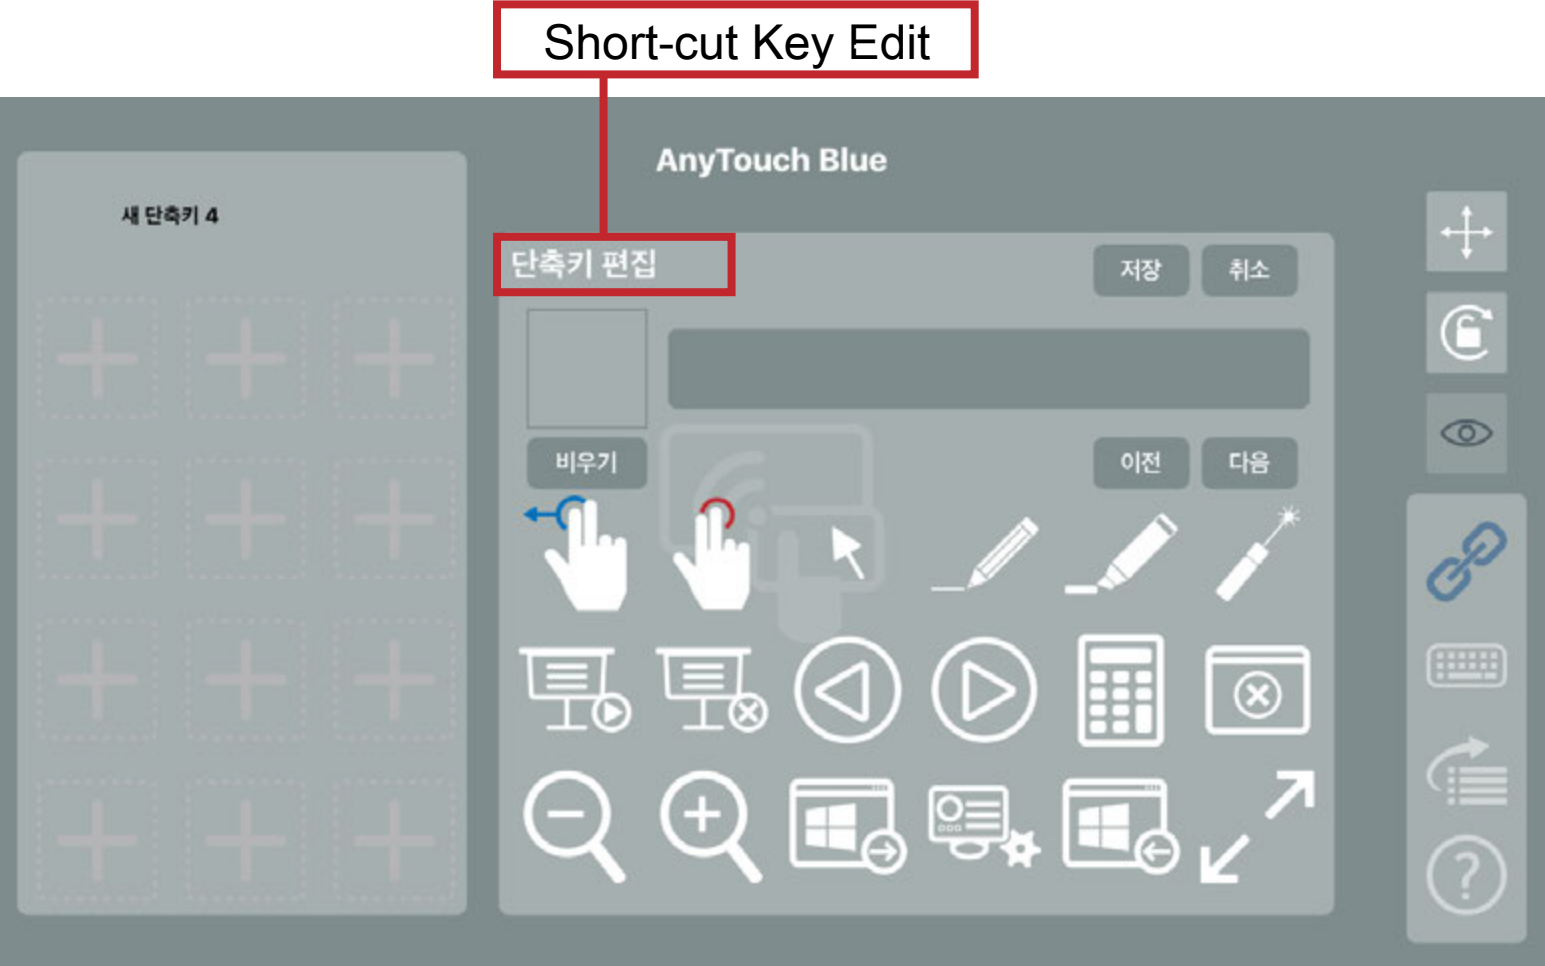 Short-cut Key Edit
AnyTouch Blue
새 단축키 4
단축키 편집
저장
취소
비우기
이전
다음
?